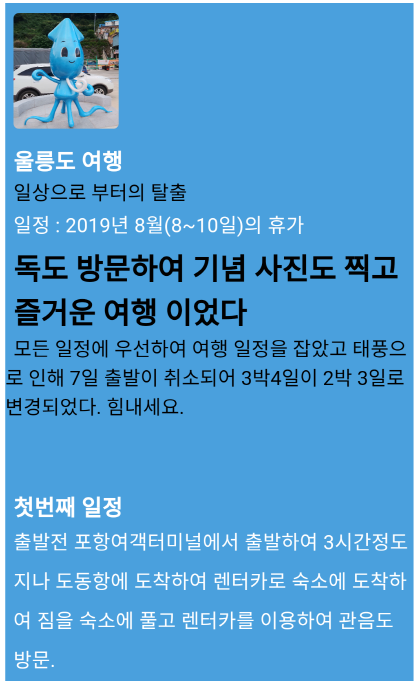 울릉도 여행
일상으로 부터의 탈출
일정 : 2019년 8월(8~10일)의 휴가
독도 방문하여 기념 사진도 찍고
즐거운 여행 이었다
모든 일정에 우선하여 여행 일정을 잡았고 태풍으
로 인해 7일 출발이 취소되어 3박4일이 2박 3일로
변경되었다. 힘내세요.
첫번째 일정
출발전 포항여객터미널에서 출발하여 3시간정도
지나 도동항에 도착하여 렌터카로 숙소에 도착하
여 짐을 숙소에 풀고 렌터카를 이용하여 관음도
방문.